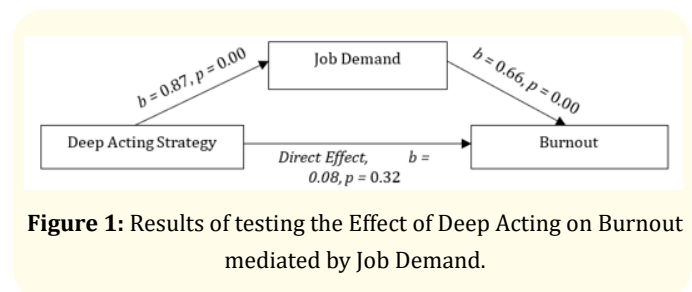 Job Demand
b = 0.87, p = 0.00
b = 0.66, p = 0.00
Deep Acting Strategy
Burnout
Direct Effect, b =
0.08, p = 0.32
Figure 1: Results of testing the Effect of Deep Acting on Burnout
mediated by Job Demand.